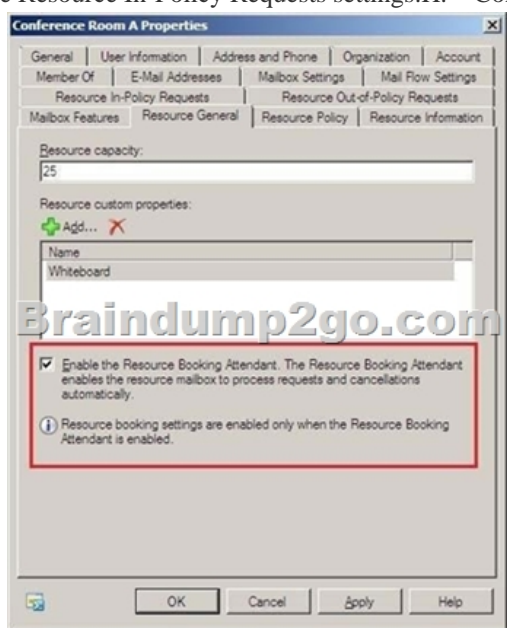 e Resource In-Policy Requests settings.H.
Conference Room A Properties
General User Information Address and Phone Organization Account
Member Of E-Mail Addresses Mailbox Settings Mail Flow Settings
Resource In-Policy Requests Resource Out-of-Policy Requests
Mailbox Features Resource General Resource Policy Resource Information
Resource capacity:
25
Resource custom properties:
Add...
Name
Whiteboard
Braindump2go.com
Enable the Resource Booking Attendant. The Resource Booking Attendant
enables the resource mailbox to process requests and cancellations
automatically.
Resource booking settings are enabled only when the Resource Booking
Attendant is enabled.
OK Cancel Apply Help